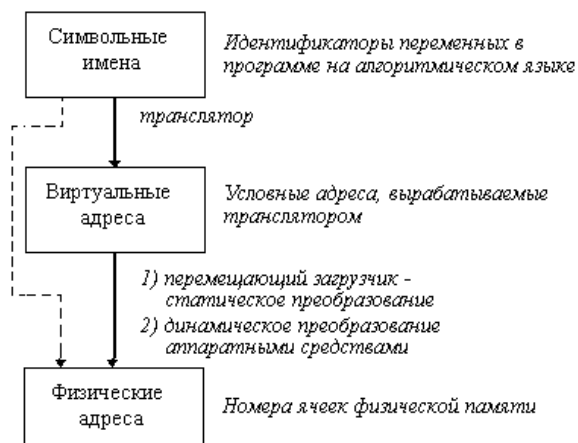 Символьные
имена
Идентификаторы переменных в
программе на алгоритмическом языке
транслятор
Виртуальные
адреса
Условные адреса, вырабатываемые
транслятором
1) перемещающий загрузчик -
статическое преобразование
2) динамическое преобразование
аппаратными средствами
Физические
адреса
Номера ячеек физической памяти